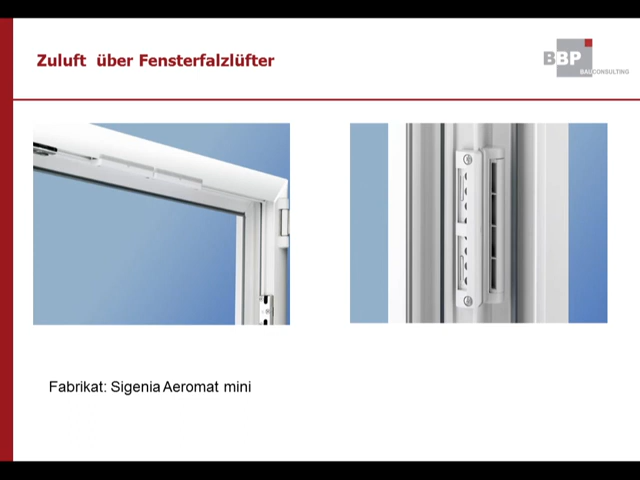 Zuluft über Fensterfalzlüfter
BBP
BAUCONSULTING
Fabrikat: Sigenia Aeromat mini